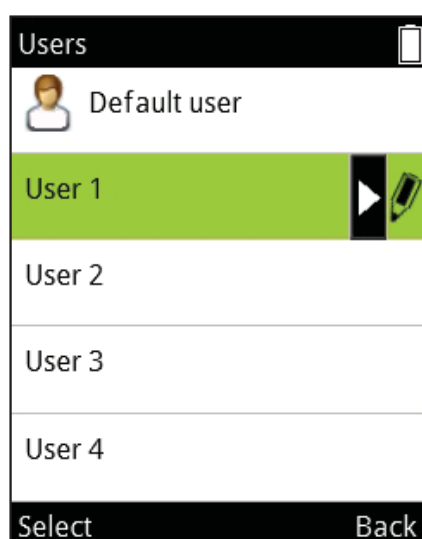 Users
Default user
User 1
User 2
User 3
User 4
Select Back